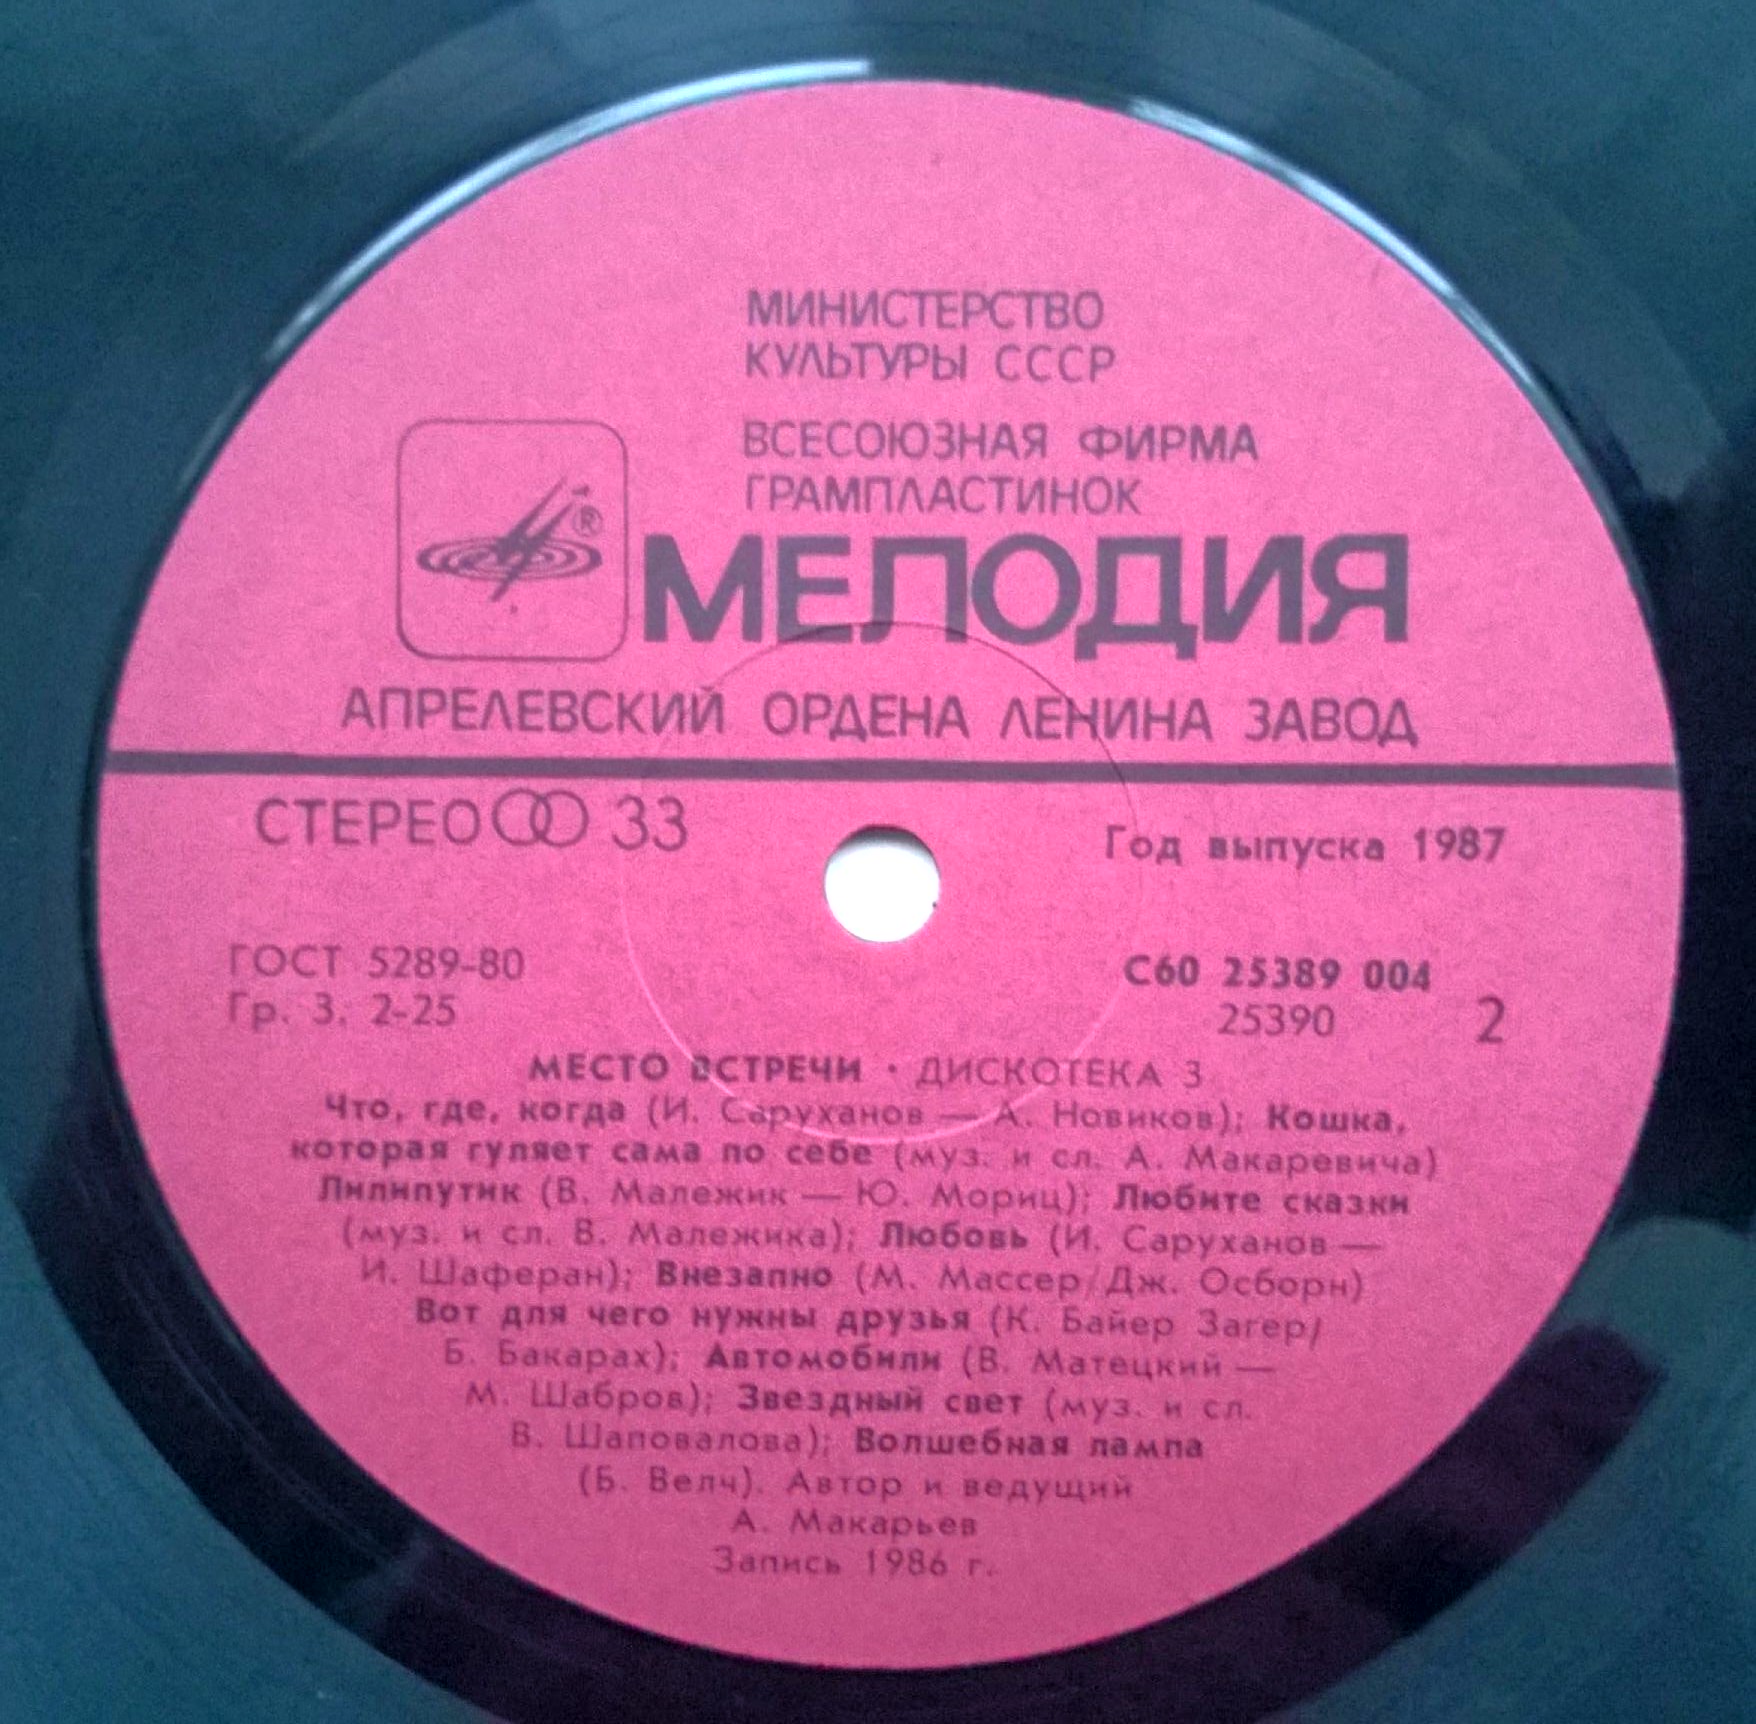 МИНИСТЕРСТВО
КУЛЬТУРЫ СССР
ВСЕСОЮЗНАЯ ФИРМА
ГРАМПЛАСТИНОК
®
МЕЛОДИЯ
АПРЕЛЕВСКИЙ ОРДЕНА ЛЕНИНА ЗАВОД
СТЕРЕО 33
Год выпуска 1987
ГОСТ 5289-80
Гр. 3. 2-25
С60 25389 004
25390
2
МЕСТО ВСТРЕЧИ · ДИСКОТЕКА 3
Что, где, когда (И. Саруханов — А. Новиков); Кошка,
которая гуляет сама по себе (муз. и сл. А. Макаревича)
Лилипутик (В. Малежик — Ю. Мориц); Любите сказки
(муз. и сл. В. Малежика); Любовь (И. Саруханов —
И. Шаферан); Внезапно (М. Массер/Дж. Осборн)
Вот для чего нужны друзья (К. Байер Загер/
Б. Бакарах); Автомобили (В. Матецкий —
М. Шабров); Звездный свет (муз. и сл.
В. Шаповалова); Волшебная лампа
(Б. Велч). Автор и ведущий
А. Макарьев
Запись 1986 г.